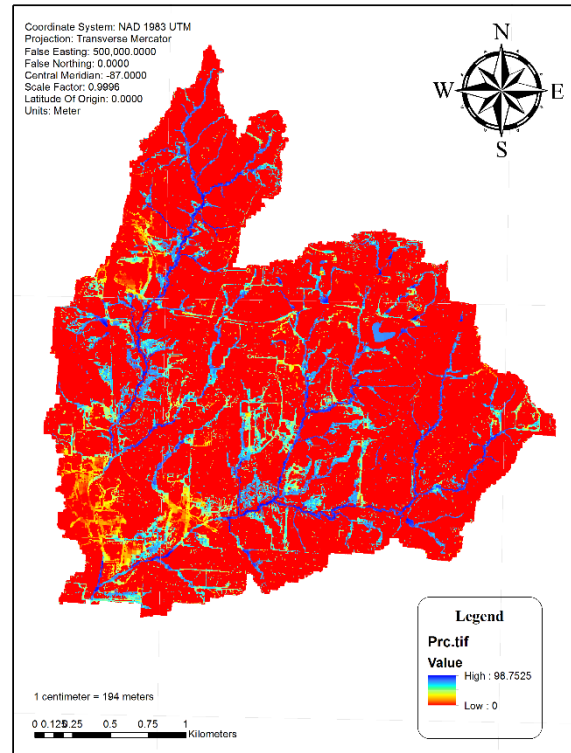 Coordinate System: NAD 1983 UTM
Projection: Transverse Mercator
False Easting: 500,000.0000
False Northing: 0.0000
Central Meridian: -87.0000
Scale Factor: 0.9996
Latitude Of Origin: 0.0000
Units: Meter
N
W E
S
Legend
Prc.tif
Value
High : 98.7525
Low : 0
1 centimeter = 194 meters
0 0.125 0.25 0.5 0.75 1
Kilometers